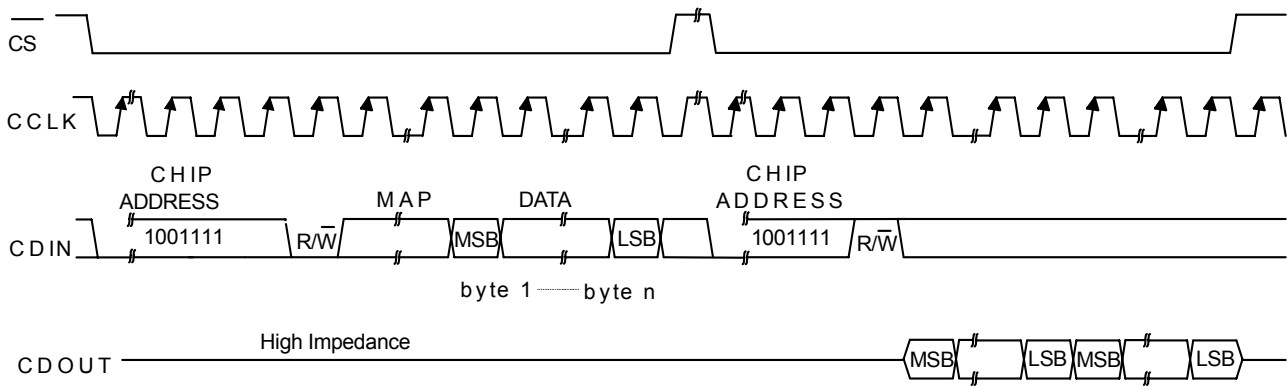 CS
CCLK
CHIP
ADDRESS
MAP
DATA
CHIP
ADDRESS
CDIN
1001111
R/W
MSB
LSB
1001111
R/W
byte 1
byte n
CDOUT
High Impedance
MSB
LSB
MSB
LSB